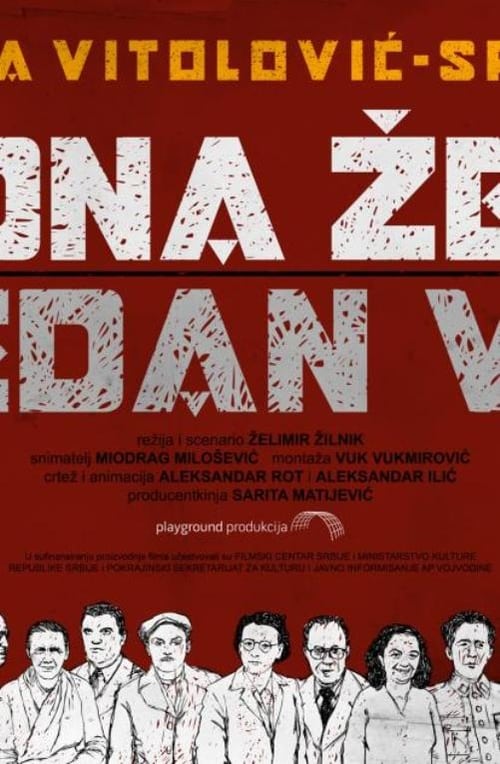 A VITOLOVIĆ-S
DNA ŽE
EDAN V
režija i scenario ŽELIMIR ŽILNIK
snimatelj MIODRAG MILOŠEVIĆ montaža VUK VUKMIROVIĆ
crtež i animacija ALEKSANDAR ROT i ALEKSANDAR ILIĆ
producentkinja SARITA MATIJEVIĆ
playground produkcija
U sufinansiranju proizvodnje filma učestvovali su FILMSKI CENTAR SRBIJE i MINISTARSTVO KULTURE
REPUBLIKE SRBIJE i POKRAJINSKI SEKRETARIJAT ZA KULTURU I JAVNO INFORMISANJE AP VOJVODINE